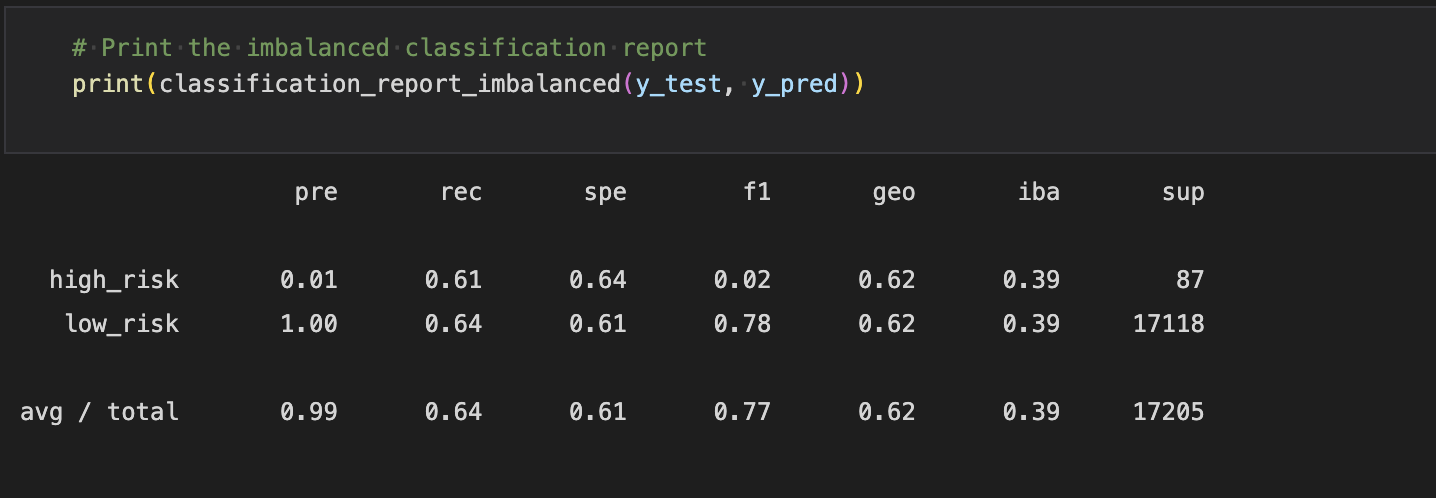 # Print the imbalanced classification report
print(classification_report_imbalanced(y_test, y_pred))
pre rec spe f1 geo iba sup
high_risk 0.01 0.61 0.64 0.02 0.62 0.39 87
low_risk 1.00 0.64 0.61 0.78 0.62 0.39 17118
avg / total 0.99 0.64 0.61 0.77 0.62 0.39 17205